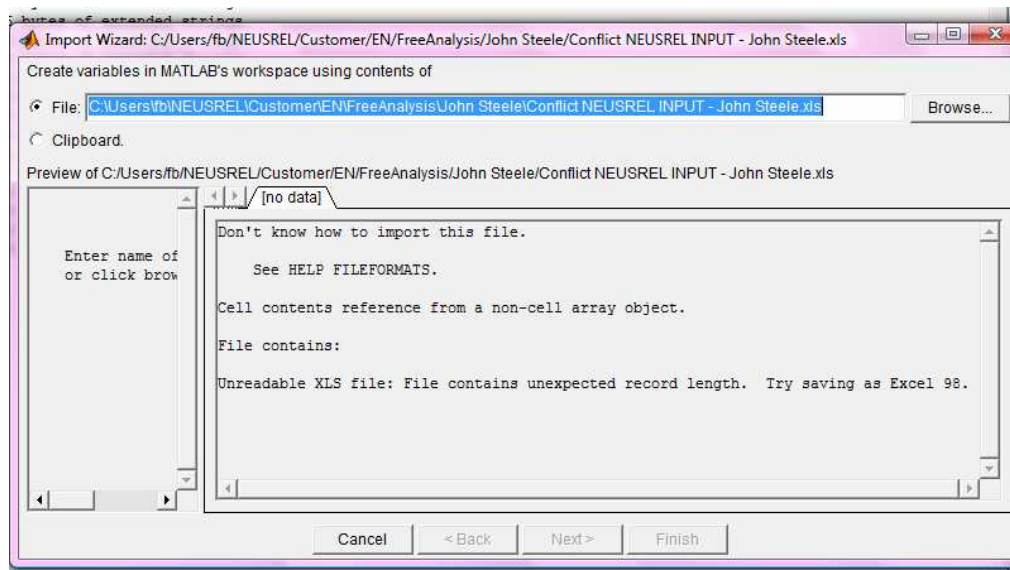 bytes of extended strings
Import Wizard: C:/Users/fb/NEUSREL/Customer/EN/FreeAnalysis/John Steele/Conflict NEUSREL INPUT - John Steele.xls
Create variables in MATLAB's workspace using contents of
File: C:\Users\fb\NEUSREL\Customer\EN\FreeAnalysis\John Steele\Conflict NEUSREL INPUT - John Steele.xls Browse...
Clipboard.
Preview of C:/Users/fb/NEUSREL/Customer/EN/FreeAnalysis/John Steele/Conflict NEUSREL INPUT - John Steele.xls
[no data]
Enter name of
or click brow
Don't know how to import this file.
See HELP FILEFORMATS.
Cell contents reference from a non-cell array object.
File contains:
Unreadable XLS file: File contains unexpected record length. Try saving as Excel 98.
Cancel < Back Next > Finish